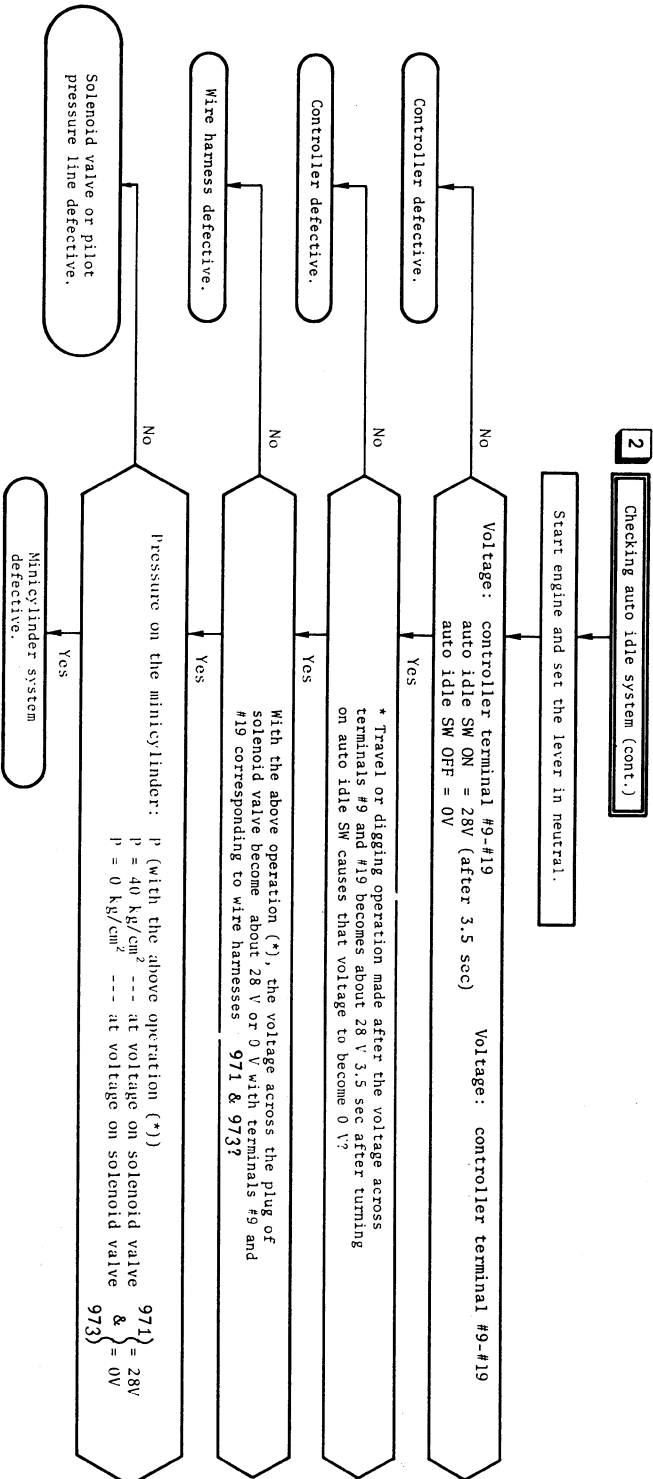 2
Checking auto idle system (cont.)
Start engine and set the lever in neutral.
Voltage: controller terminal #9-#19
auto idle SW ON = 28V (after 3.5 sec)
auto idle SW OFF = 0V
Voltage: controller terminal #9-#19
No
Controller defective.
Yes
* Travel or digging operation made after the voltage across
terminals #9 and #19 becomes about 28 V 3.5 sec after turning
on auto idle SW causes that voltage to become 0 V?
No
Controller defective.
Yes
With the above operation (*), the voltage across the plug of
solenoid valve become about 28 V or 0 V with terminals #9 and
#19 corresponding to wire harnesses 971 & 973?
No
Wire harness defective.
Yes
Pressure on the minicylinder: P (with the above operation (*))
P = 40 kg/cm² --- at voltage on solenoid valve 971) = 28V
&
P = 0 kg/cm² --- at voltage on solenoid valve 973) = 0V
No
Solenoid valve or pilot
pressure line defective.
Yes
Minicylinder system
defective.